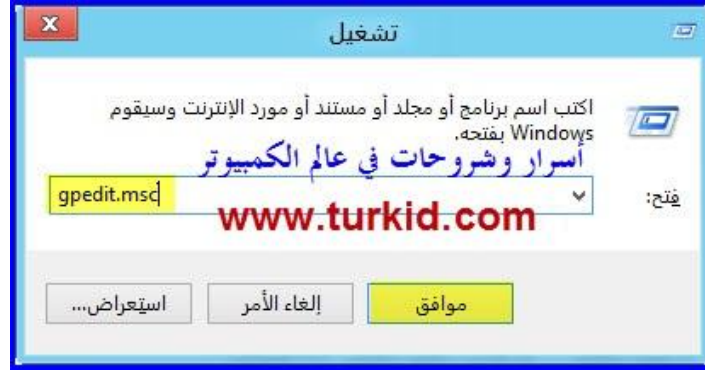 تشغيل
اكتب اسم برنامج أو مجلد أو مستند أو مورد الإنترنت وسيقوم
Windows بفتحه.
أسرار وشروحات في عالم الكمبيوتر
فتح:
gpedit.msc
www.turkid.com
موافق
إلغاء الأمر
استعراض...